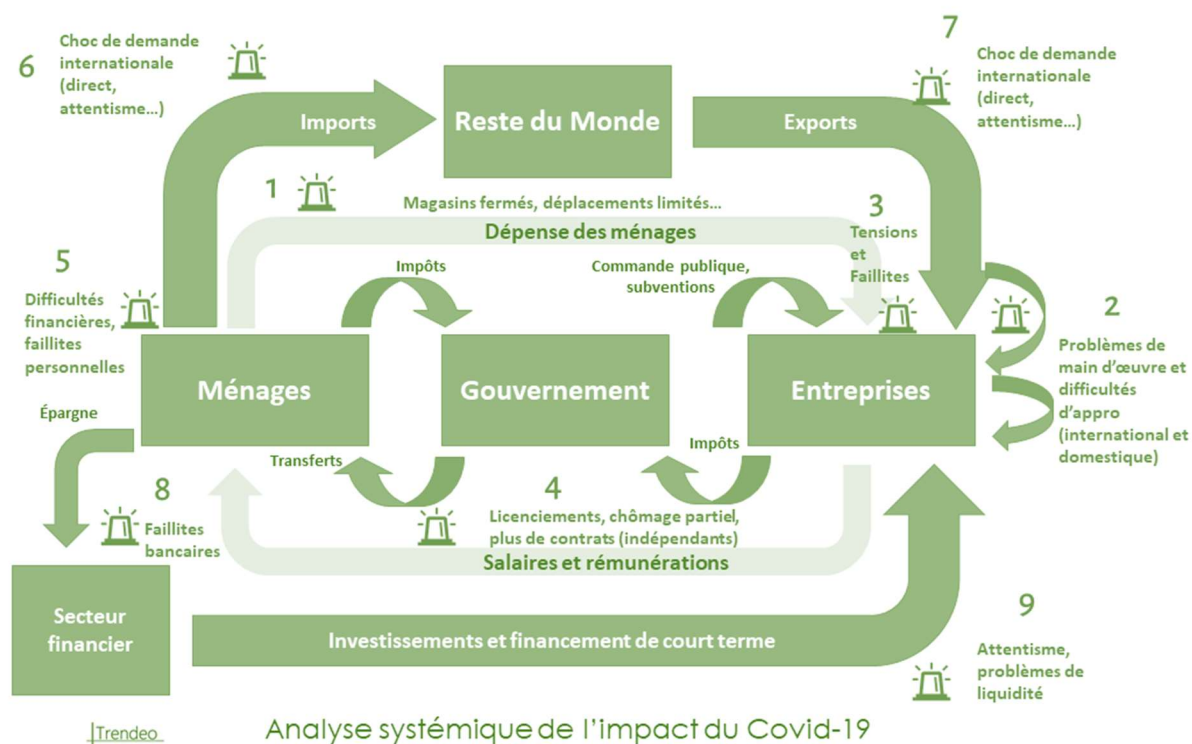 6
Choc de demande
internationale
(direct,
attentisme…)
7
Choc de demande
internationale
(direct,
attentisme…)
Imports
Reste du Monde
Exports
1
Magasins fermés, déplacements limités…
Dépense des ménages
3
Tensions
et
Faillites
5
Difficultés
financières,
faillites
personnelles
Impôts
Commande publique,
subventions
2
Problèmes de
main d’œuvre et
difficultés
d’appro
(international et
domestique)
Ménages
Gouvernement
Entreprises
Épargne
Transferts
Impôts
8
Faillites
bancaires
4
Licenciements, chômage partiel,
plus de contrats (indépendants)
Salaires et rémunérations
Secteur
financier
Investissements et financement de court terme
9
Attentisme,
problèmes de
liquidité
Trendeo
Analyse systémique de l’impact du Covid-19